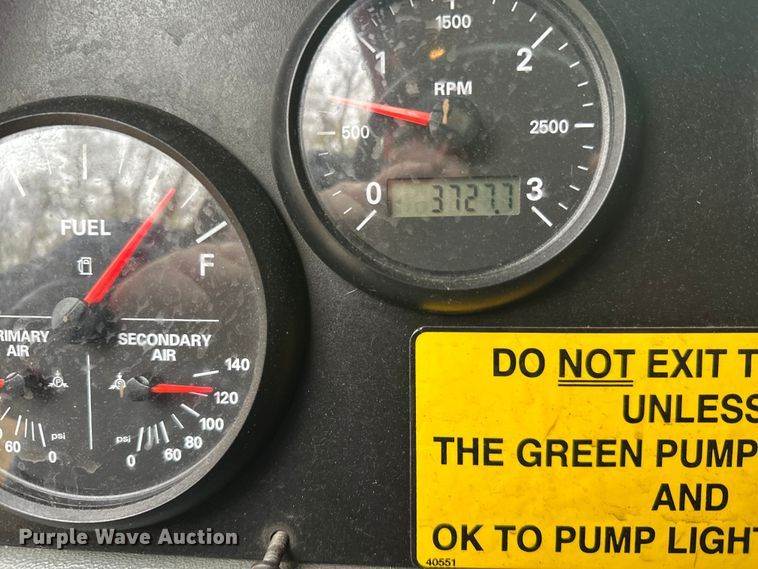 1500
1
2
RPM
500
2500
0
3727.7
3
FUEL
F
RIMARY
AIR
SECONDARY
AIR
140
120
100
80
60
0
psi
60
psi
0
DO NOT EXIT T
UNLESS
THE GREEN PUMP
AND
OK TO PUMP LIGHT
40551
Purple Wave Auction